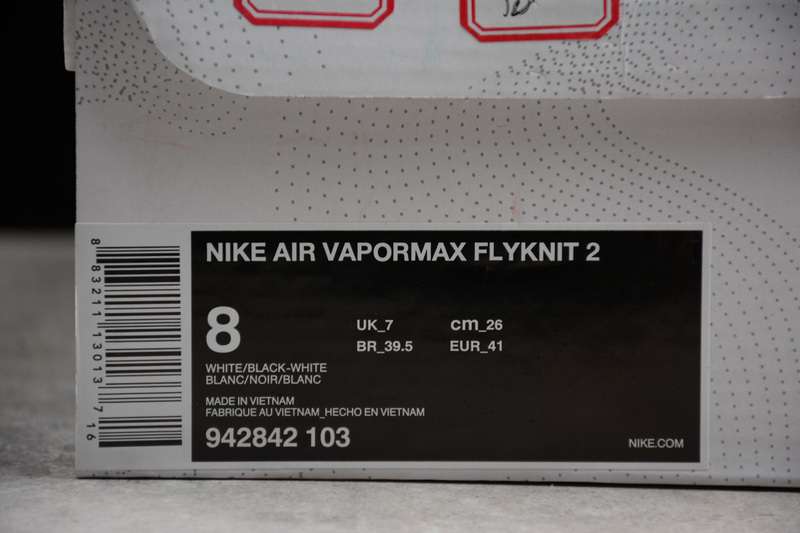 NIKE AIR VAPORMAX FLYKNIT 2
8
UK_7 cm_26
BR_39.5 EUR_41
WHITE/BLACK-WHITE
BLANC/NOIR/BLANC
MADE IN VIETNAM
FABRIQUE AU VIETNAM_HECHO EN VIETNAM
942842 103
NIKE.COM
8 83211 13013 7 16